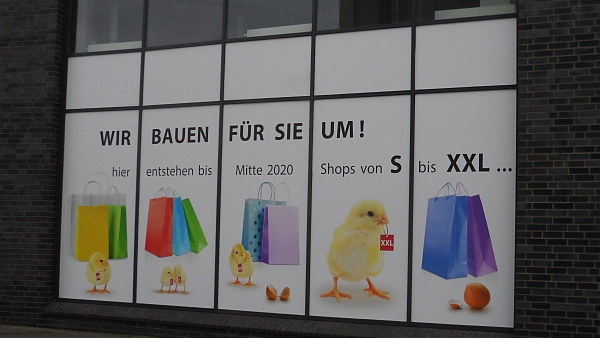 WIR BAUEN FÜR SIE UM!
hier entstehen bis Mitte 2020 Shops von S bis XXL ...
XXL